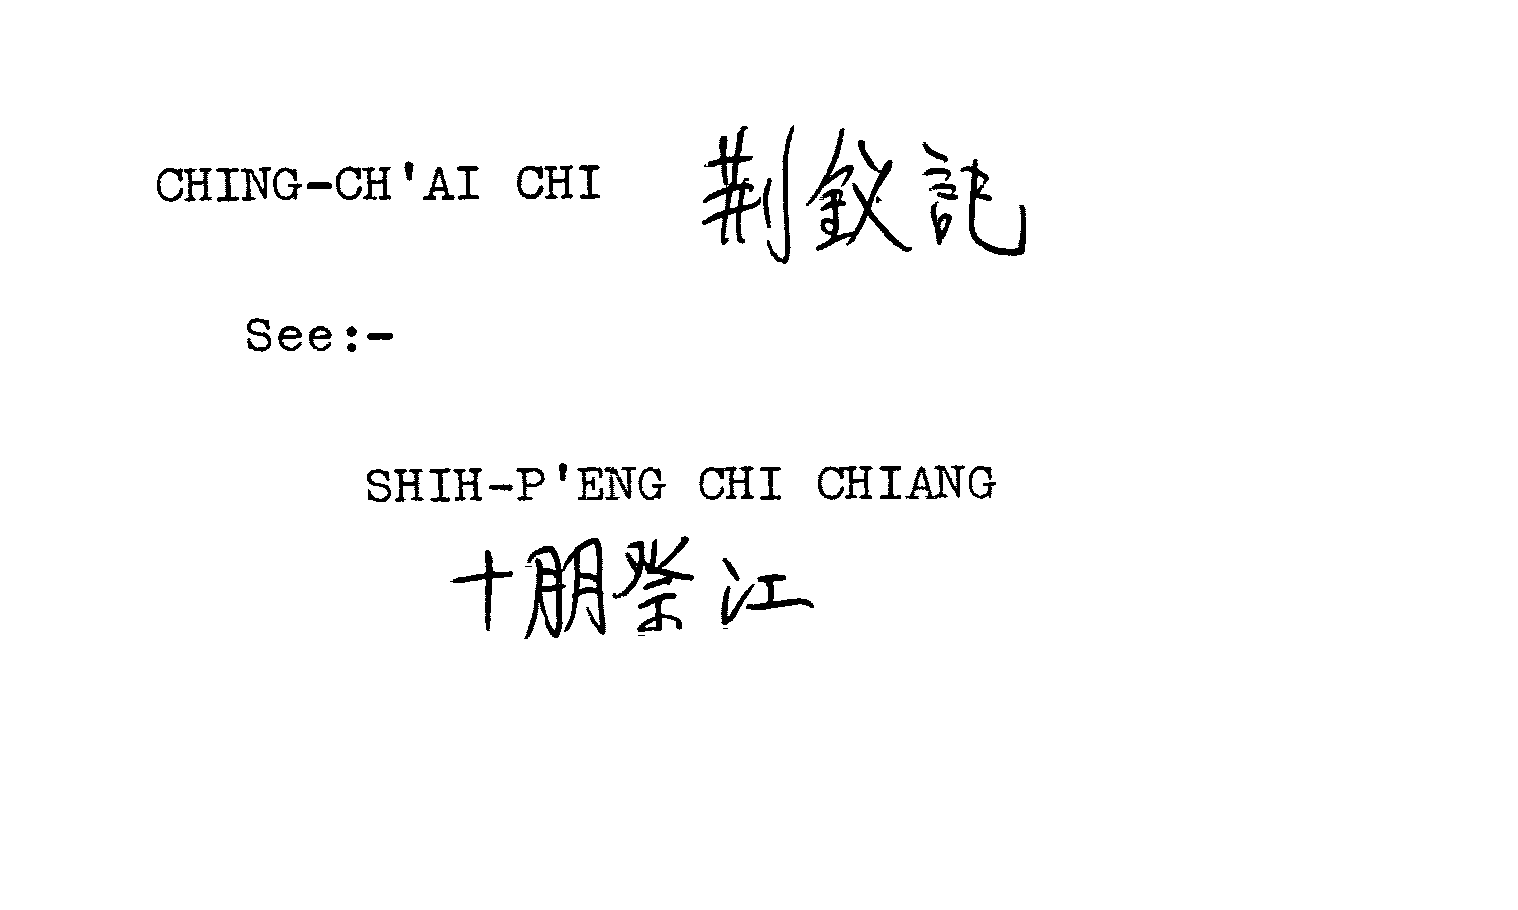 CHING-CH'AI CHI 荆釵記
See:-
SHIH-P'ENG CHI CHIANG
十朋祭江